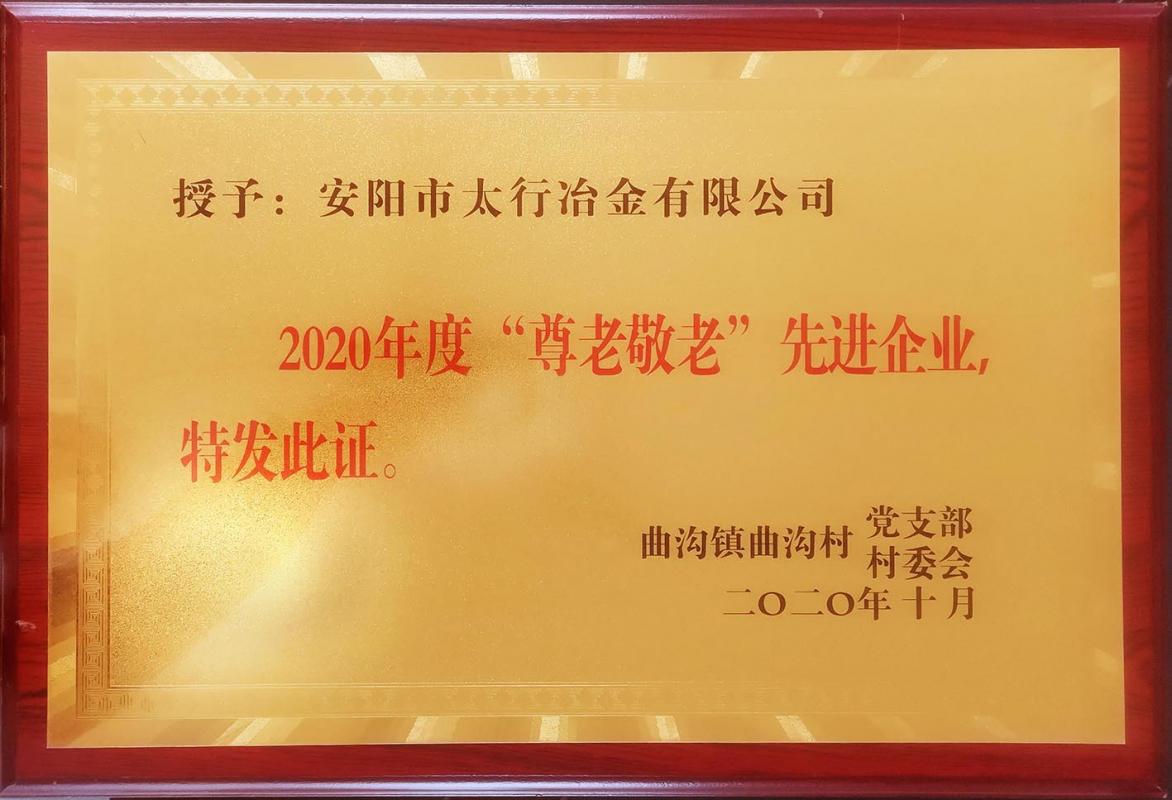 授予：安阳市太行冶金有限公司
2020年度“尊老敬老”先进企业，
特发此证。
曲沟镇曲沟村 党支部
村委会
二〇二〇年十月